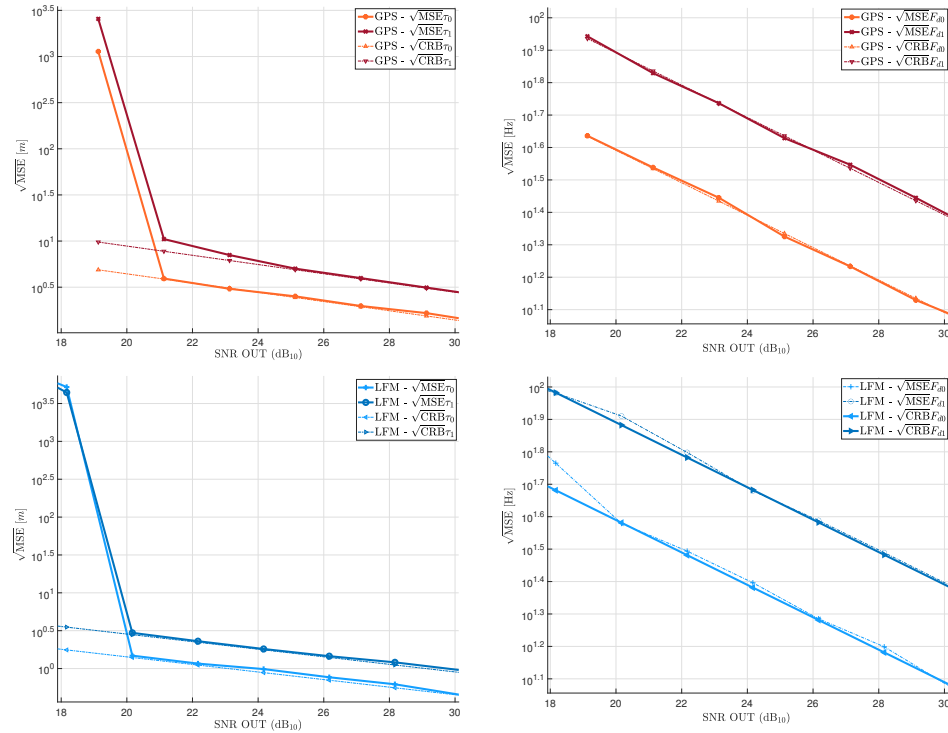 GPS - √MSEτ₀
GPS - √MSEτ₁
GPS - √CRBτ₀
GPS - √CRBτ₁
10^3.5
10^3
10^2.5
10^2
10^1.5
10^1
10^0.5
√MSE [m]
18 20 22 24 26 28 30
SNR OUT (dB₁₀)
GPS - √MSEF_d0
GPS - √MSEF_d1
GPS - √CRBF_d0
GPS - √CRBF_d1
10^2
10^1.9
10^1.8
10^1.7
10^1.6
10^1.5
10^1.4
10^1.3
10^1.2
10^1.1
√MSE [Hz]
18 20 22 24 26 28 30
SNR OUT (dB₁₀)
LFM - √MSEτ₀
LFM - √MSEτ₁
LFM - √CRBτ₀
LFM - √CRBτ₁
10^3.5
10^3
10^2.5
10^2
10^1.5
10^1
10^0.5
10^0
√MSE [m]
18 20 22 24 26 28 30
SNR OUT (dB₁₀)
LFM - √MSEF_d0
LFM - √MSEF_d1
LFM - √CRBF_d0
LFM - √CRBF_d1
10^2
10^1.9
10^1.8
10^1.7
10^1.6
10^1.5
10^1.4
10^1.3
10^1.2
10^1.1
√MSE [Hz]
18 20 22 24 26 28 30
SNR OUT (dB₁₀)